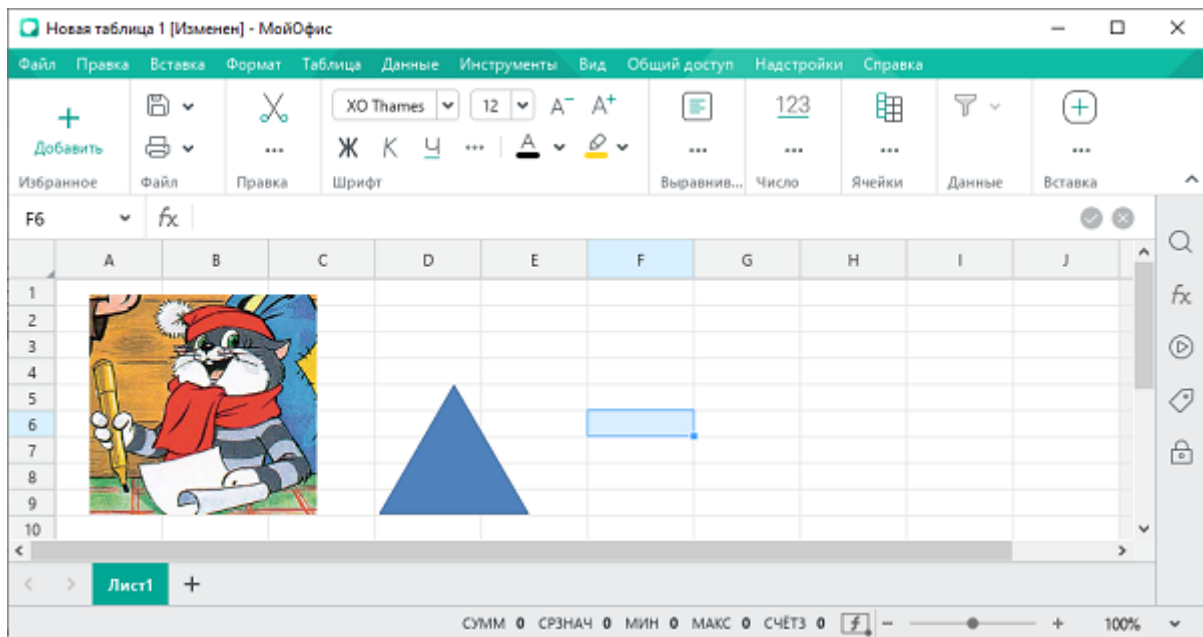 Новая таблица 1 [Изменен] - МойОфис
Файл Правка Вставка Формат Таблица Данные Инструменты Вид Общий доступ Надстройки Справка
XO Thames 12 A⁻ A⁺ 123
Добавить Ж К Ч A
Избранное Файл Правка Шрифт Выравнив... Число Ячейки Данные Вставка
F6 fx
A B C D E F G H I J
1
2
3
4
5
6
7
8
9
10
Лист1
СУММ 0 СРЗНАЧ 0 МИН 0 МАКС 0 СЧЁТЗ 0 100%